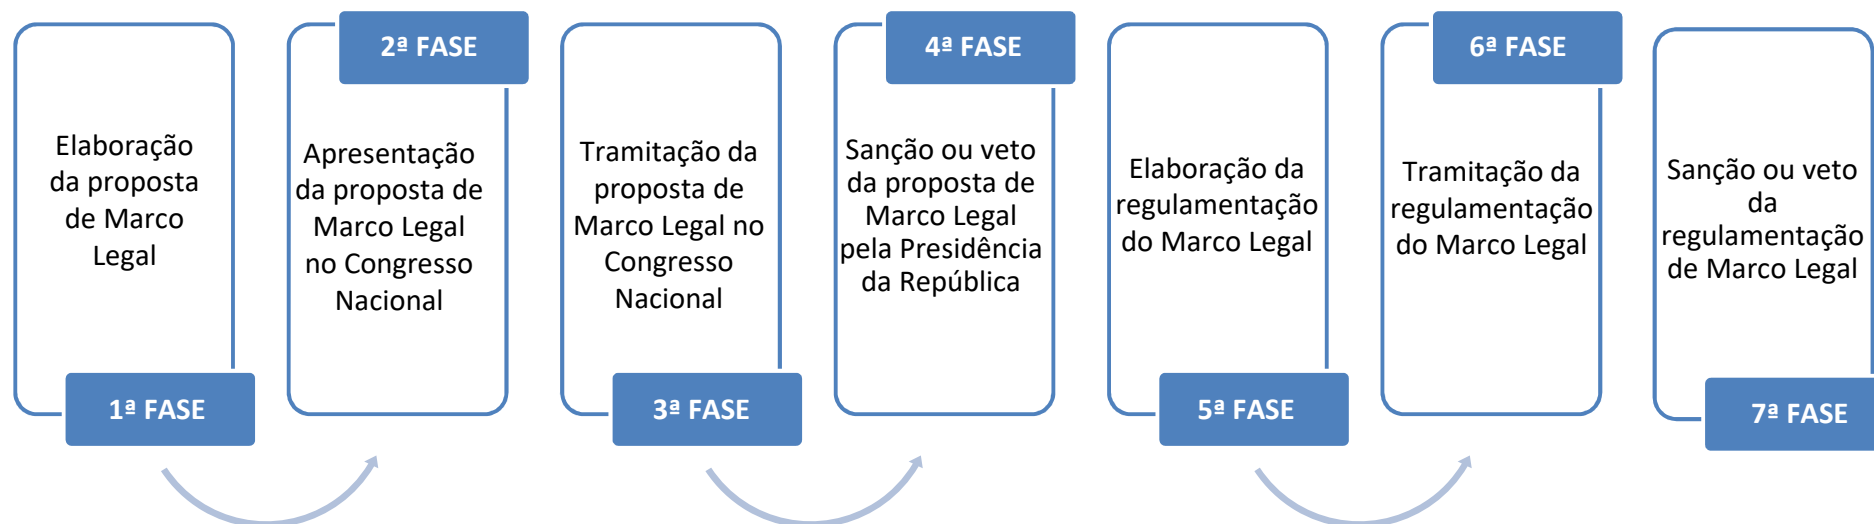 Elaboração
da proposta
de Marco
Legal
1ª FASE
2ª FASE
Apresentação
da proposta de
Marco Legal
no Congresso
Nacional
Tramitação da
proposta de
Marco Legal no
Congresso
Nacional
3ª FASE
4ª FASE
Sanção ou veto
da proposta de
Marco Legal
pela Presidência
da República
Elaboração da
regulamentação
do Marco Legal
5ª FASE
6ª FASE
Tramitação da
regulamentação
do Marco Legal
Sanção ou veto
da
regulamentação
de Marco Legal
7ª FASE